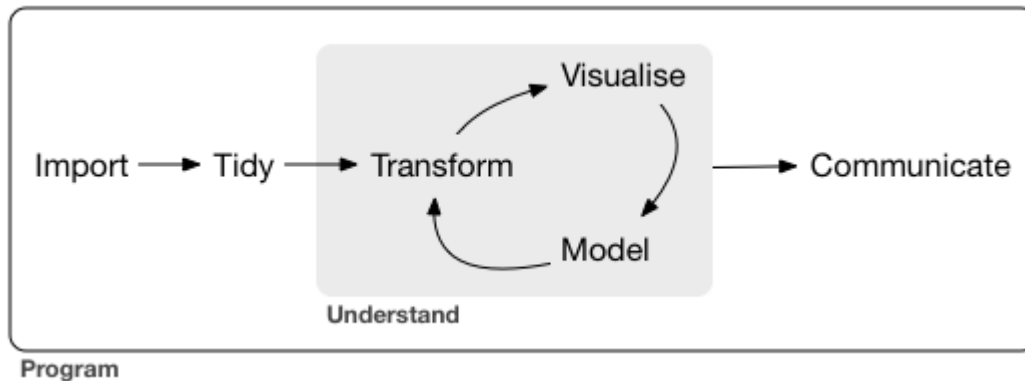 Visualise
Import Tidy Transform Communicate
Model
Understand
Program